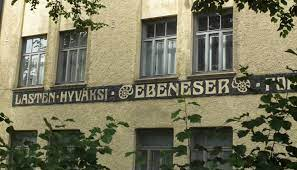 LASTEN · HYVÄKSI · EBENESER ·